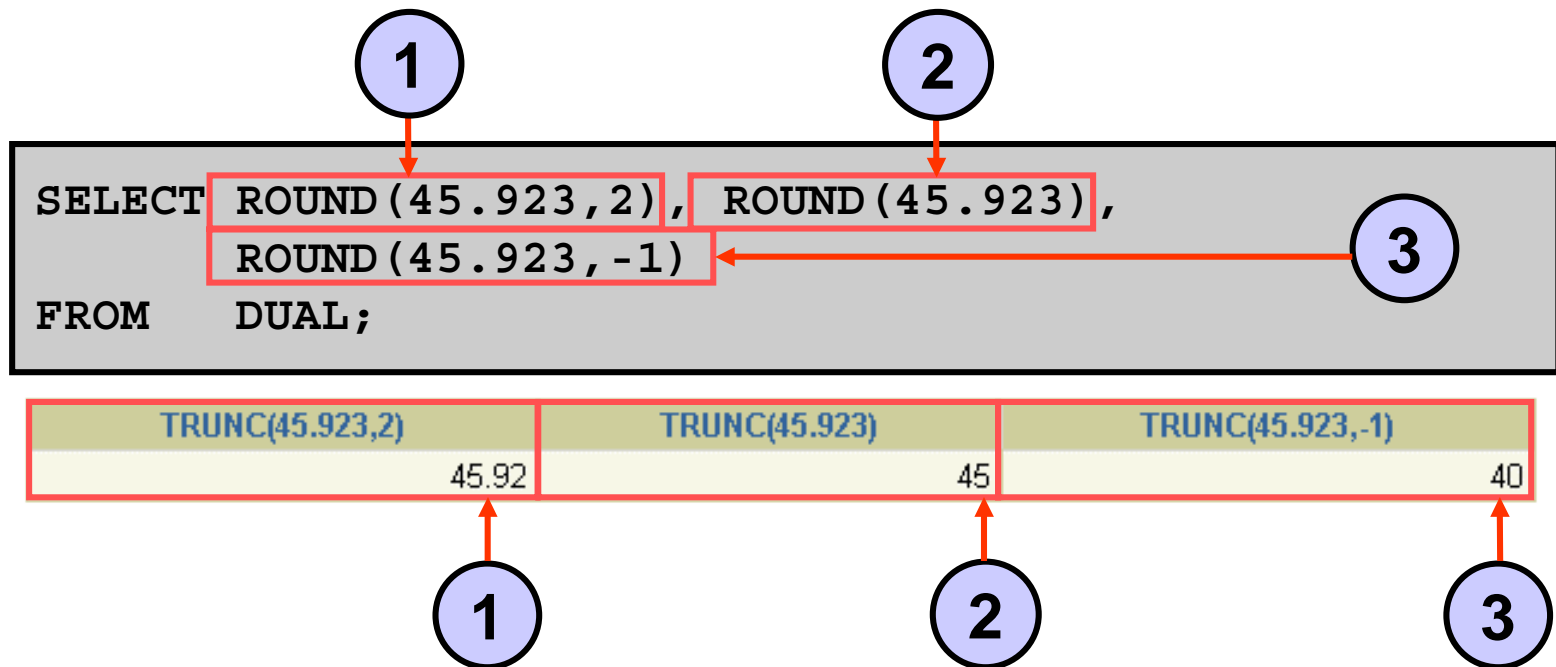 1 2
SELECT ROUND(45.923,2), ROUND(45.923),
ROUND(45.923,-1) 3
FROM DUAL;
TRUNC(45.923,2) TRUNC(45.923) TRUNC(45.923,-1)
45.92 45 40
1 2 3